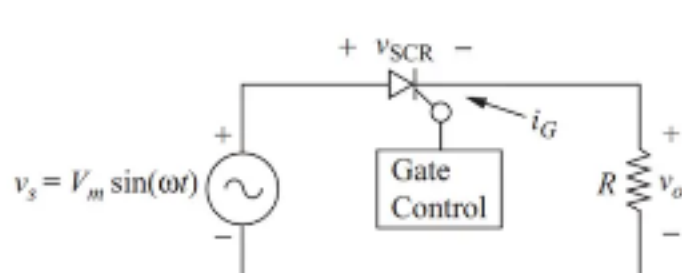 + vSCR −
iG
+
vs = Vm sin(ωt)
−
Gate
Control
R
+
vo
−